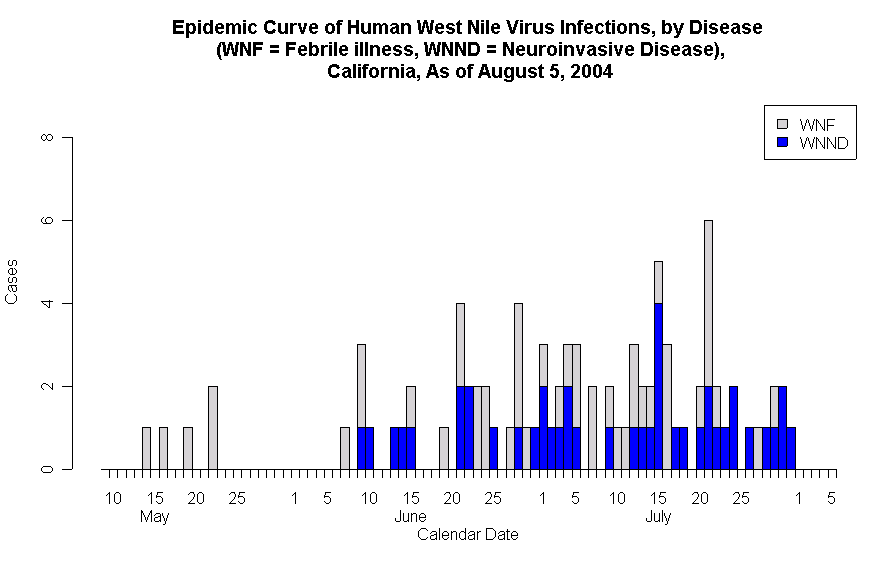 Epidemic Curve of Human West Nile Virus Infections, by Disease
(WNF = Febrile illness, WNND = Neuroinvasive Disease),
California, As of August 5, 2004
WNF
WNND
8
6
4
2
0
Cases
10 15 20 25 1 5 10 15 20 25 1 5 10 15 20 25 1 5
May June July
Calendar Date